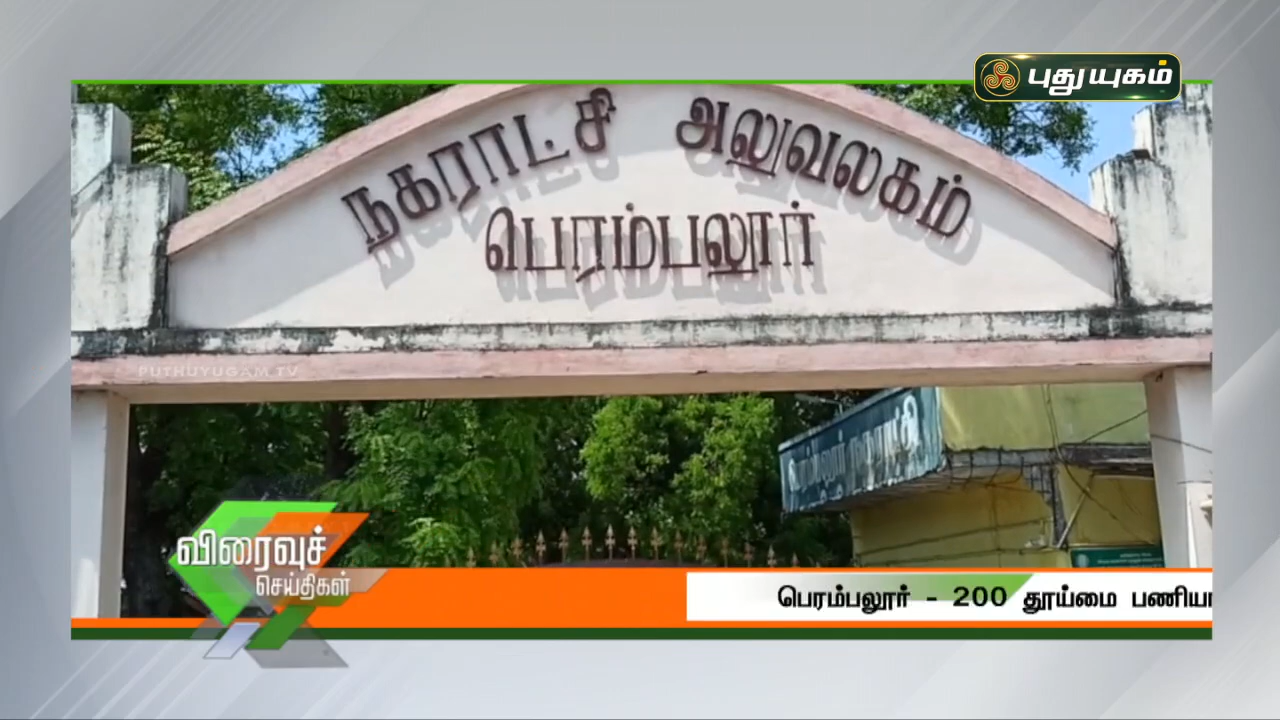 புதுயுகம்
நகராட்சி அலுவலகம்
பெரம்பலூர்
PUTHUYUGAM TV
விரைவுச்
செய்திகள்
பெரம்பலூர் - 200 தூய்மை பணியா